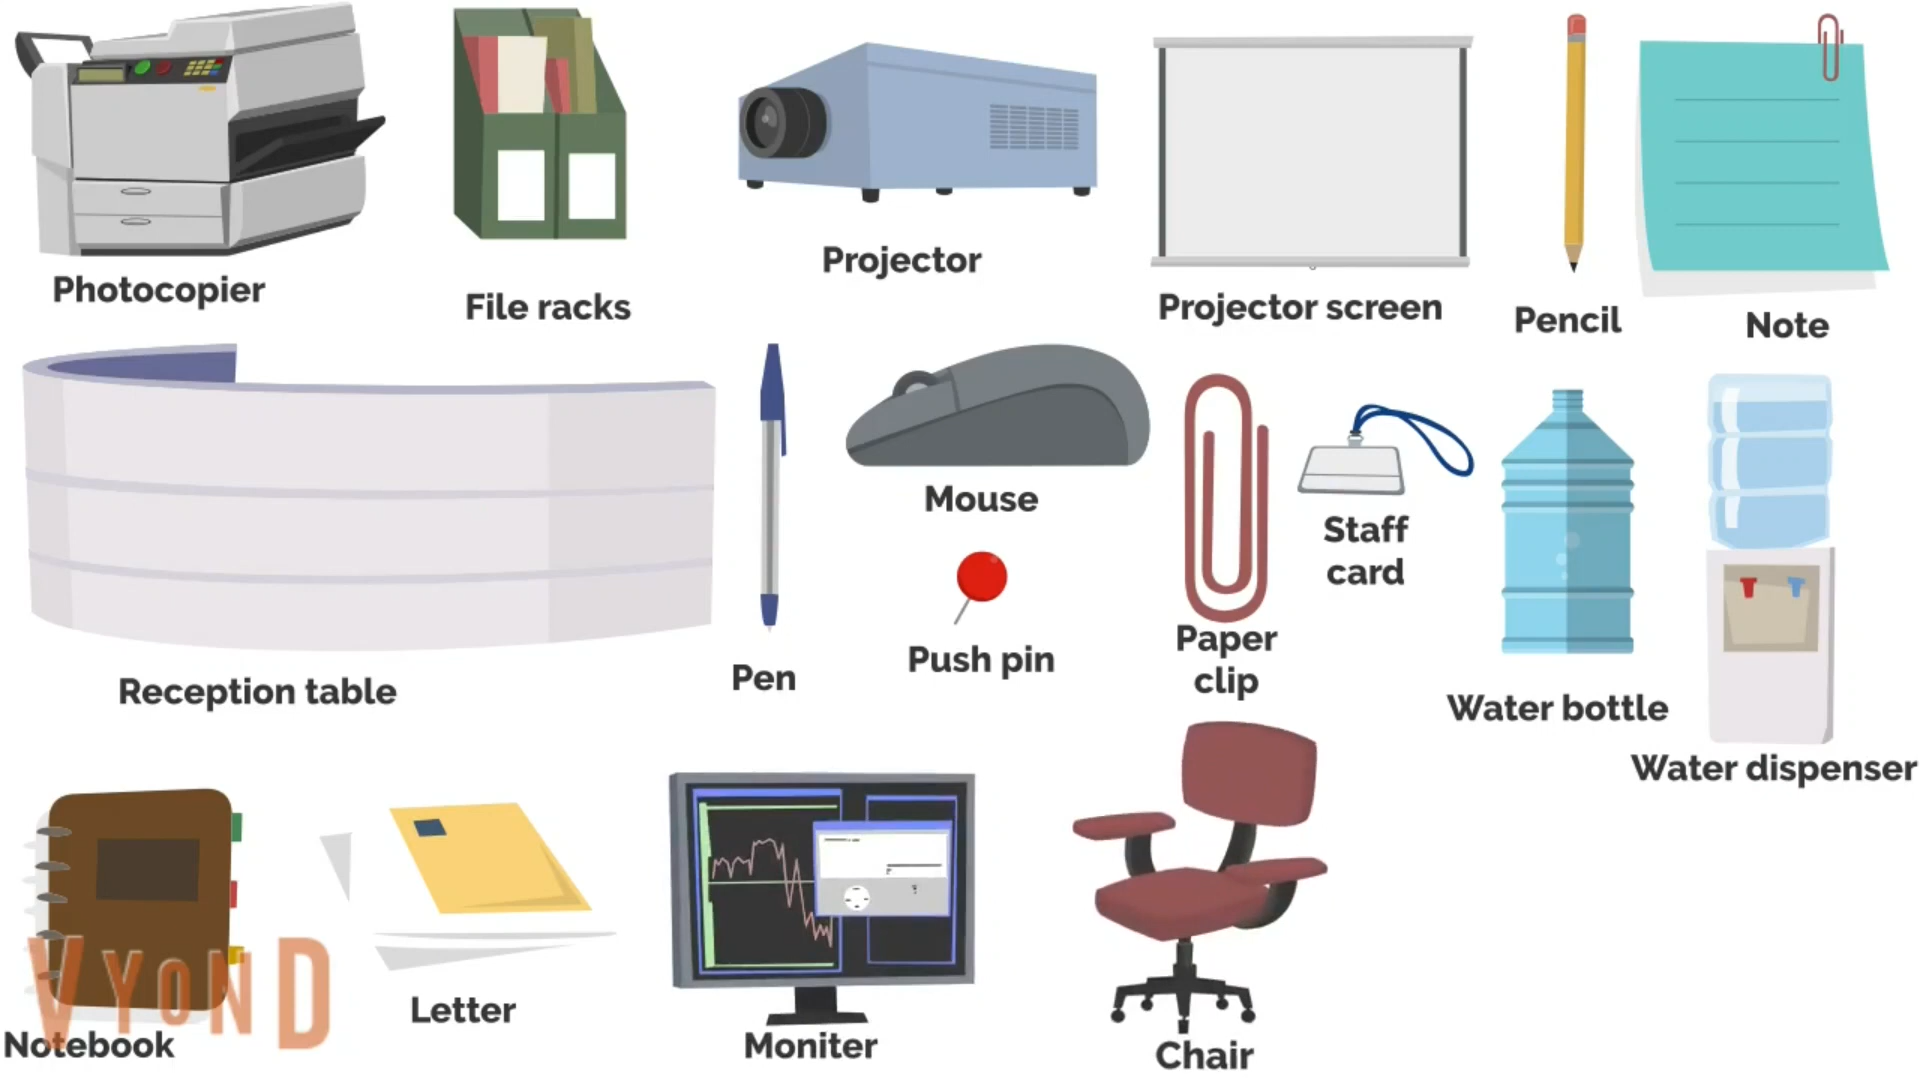 Photocopier
File racks
Projector
Projector screen
Pencil
Note
Reception table
Pen
Mouse
Push pin
Paper
clip
Staff
card
Water bottle
Water dispenser
Notebook
VYOND
Letter
Moniter
Chair